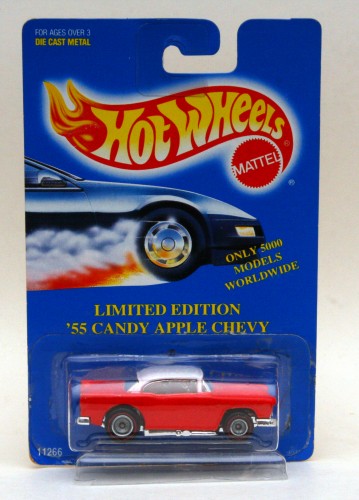 FOR AGES OVER 3
DIE CAST METAL
HOT WHEELS
MATTEL
ONLY 5000
MODELS
WORLDWIDE
LIMITED EDITION
'55 CANDY APPLE CHEVY
11266